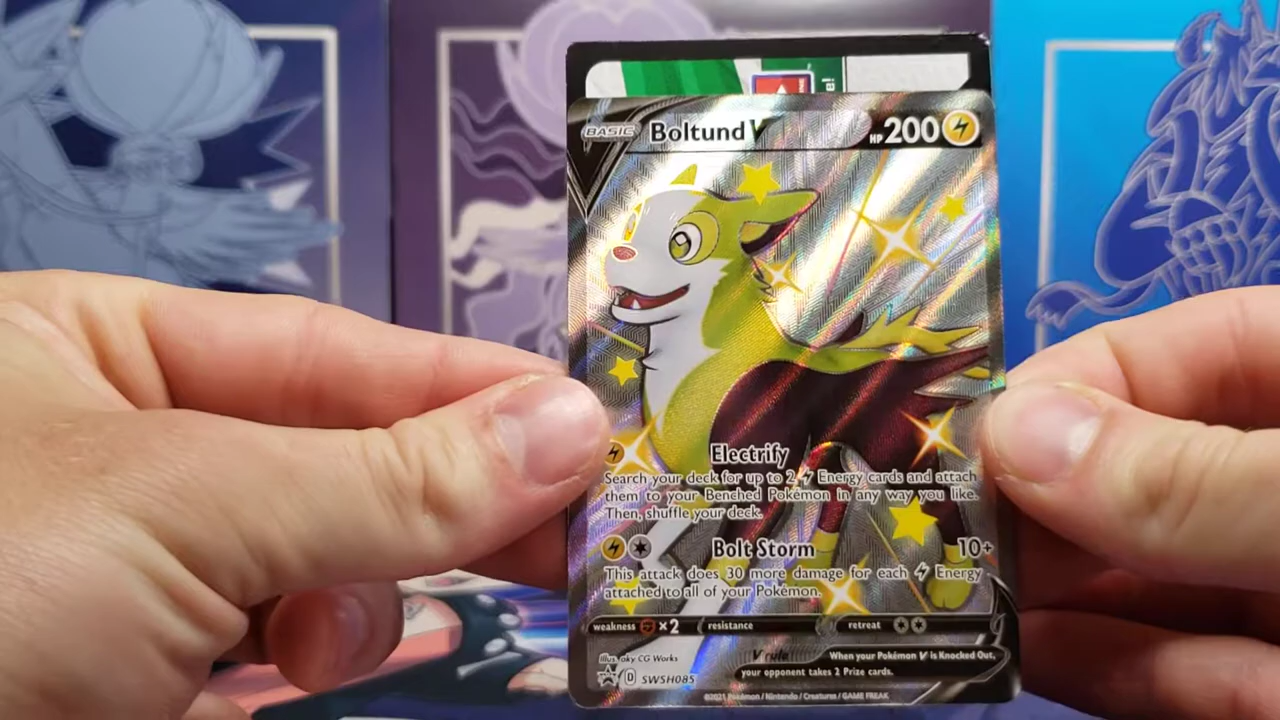 BASIC Boltund V HP 200
Electrify
Search your deck for up to 2 Energy cards and attach
them to your Benched Pokémon in any way you like.
Then, shuffle your deck.
Bolt Storm 10+
This attack does 30 more damage for each Energy
attached to all of your Pokémon.
weakness ×2 resistance retreat
Illus. aky CG Works
V rule When your Pokémon V is Knocked Out,
your opponent takes 2 Prize cards.
D SWSH085
©2021 Pokémon / Nintendo / Creatures / GAME FREAK